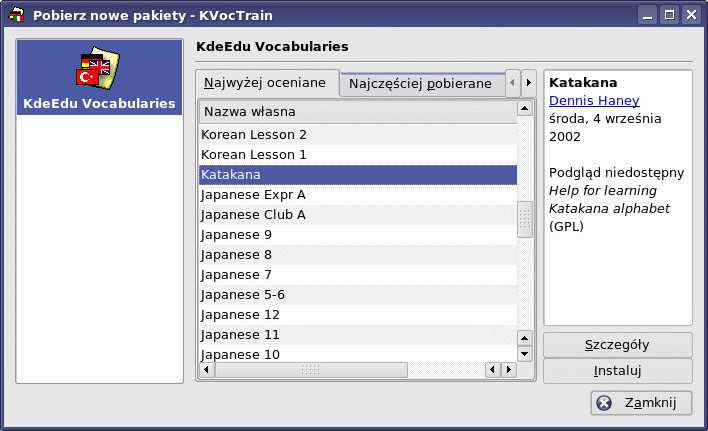 Pobierz nowe pakiety - KVocTrain
KdeEdu Vocabularies
KdeEdu Vocabularies
Najwyżej oceniane
Najczęściej pobierane
Nazwa własna
Korean Lesson 2
Korean Lesson 1
Katakana
Japanese Expr A
Japanese Club A
Japanese 9
Japanese 8
Japanese 7
Japanese 5-6
Japanese 12
Japanese 11
Japanese 10
Katakana
Dennis Haney
środa, 4 września
2002
Podgląd niedostępny
Help for learning
Katakana alphabet
(GPL)
Szczegóły
Instaluj
Zamknij